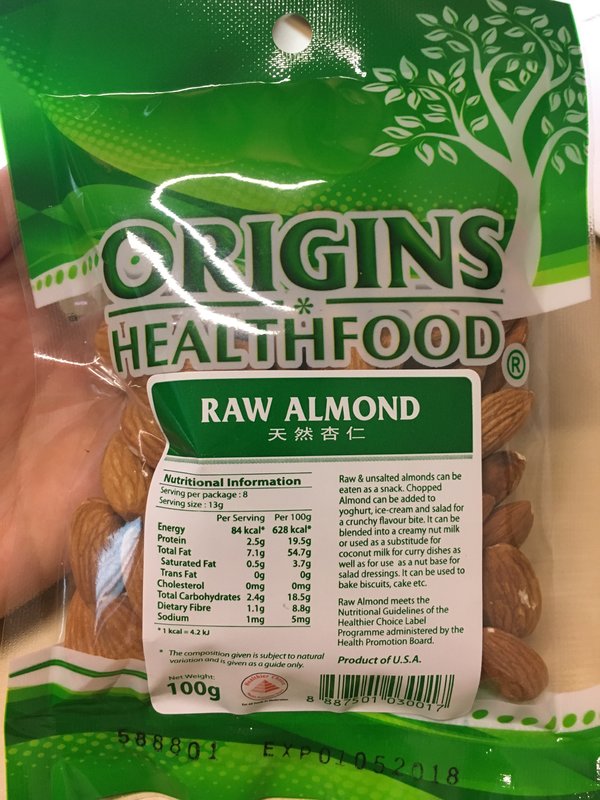 ORIGINS
HEALTHFOOD®
RAW ALMOND
天然杏仁
Nutritional Information
Serving per package : 8
Serving size : 13g
Per Serving Per 100g
Energy 84 kcal* 628 kcal*
Protein 2.5g 19.5g
Total Fat 7.1g 54.7g
Saturated Fat 0.5g 3.7g
Trans Fat 0g 0g
Cholesterol 0mg 0mg
Total Carbohydrates 2.4g 18.5g
Dietary Fibre 1.1g 8.8g
Sodium 1mg 5mg
* 1 kcal = 4.2 kJ
* The composition given is subject to natural
variation and is given as a guide only.
Net Weight:
100g
Healthier Choice
Raw & unsalted almonds can be
eaten as a snack. Chopped
Almond can be added to
yoghurt, ice-cream and salad for
a crunchy flavour bite. It can be
blended into a creamy nut milk
or used as a substitude for
coconut milk for curry dishes as
well as for use as a nut base for
salad dressings. It can be used to
bake biscuits, cake etc.
Raw Almond meets the
Nutritional Guidelines of the
Healthier Choice Label
Programme administered by the
Health Promotion Board.
Product of U.S.A.
8 887501 030017
588801 EXP07052018